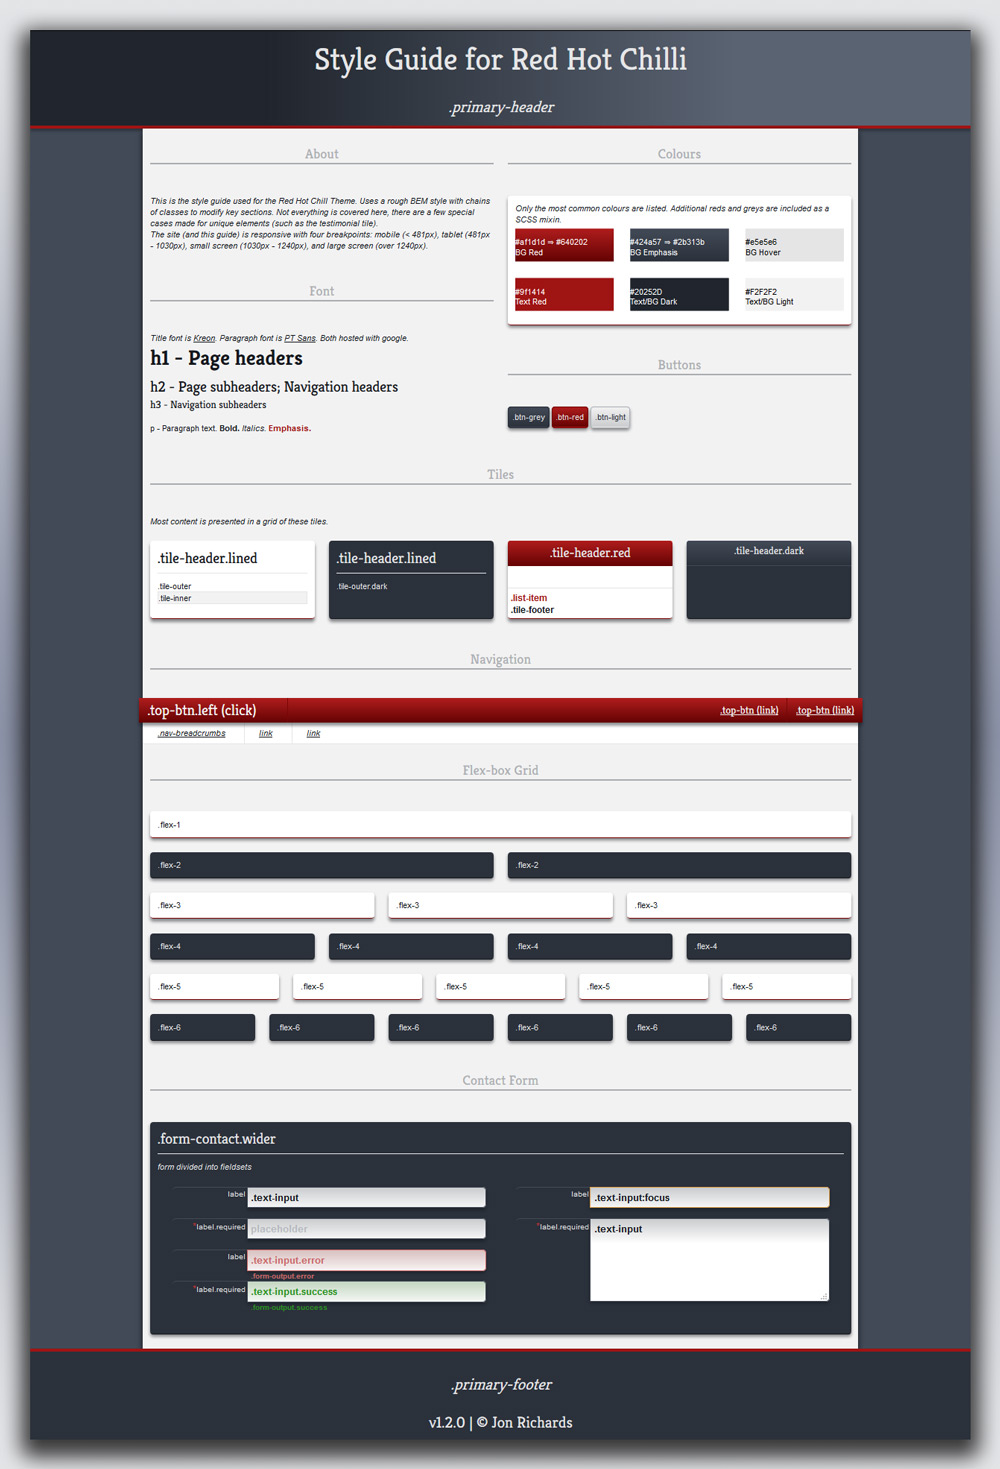 Style Guide for Red Hot Chilli
.primary-header
About
This is the style guide used for the Red Hot Chill Theme. Uses a rough BEM style with chains
of classes to modify key sections. Not everything is covered here, there are a few special
cases made for unique elements (such as the testimonial tile).
The site (and this guide) is responsive with four breakpoints: mobile (< 481px), tablet (481px
- 1030px), small screen (1030px - 1240px), and large screen (over 1240px).
Font
Title font is Kreon. Paragraph font is PT Sans. Both hosted with google.
h1 - Page headers
h2 - Page subheaders; Navigation headers
h3 - Navigation subheaders
p - Paragraph text. Bold. Italics. Emphasis.
Colours
Only the most common colours are listed. Additional reds and greys are included as a
SCSS mixin.
#af1d1d ⇒ #640202
BG Red
#424a57 ⇒ #2b313b
BG Emphasis
#e5e5e6
BG Hover
#9f1414
Text Red
#20252D
Text/BG Dark
#F2F2F2
Text/BG Light
Buttons
.btn-grey .btn-red .btn-light
Tiles
Most content is presented in a grid of these tiles.
.tile-header.lined
.tile-outer
.tile-inner
.tile-header.lined
.tile-outer.dark
.tile-header.red
.list-item
.tile-footer
.tile-header.dark
Navigation
.top-btn.left (click) .top-btn (link) .top-btn (link)
.nav-breadcrumbs link link
Flex-box Grid
.flex-1
.flex-2 .flex-2
.flex-3 .flex-3 .flex-3
.flex-4 .flex-4 .flex-4 .flex-4
.flex-5 .flex-5 .flex-5 .flex-5 .flex-5
.flex-6 .flex-6 .flex-6 .flex-6 .flex-6 .flex-6
Contact Form
.form-contact.wider
form divided into fieldsets
label .text-input
*label.required placeholder
label .text-input.error
.form-output.error
*label.required .text-input.success
.form-output.success
label .text-input:focus
*label.required .text-input
.primary-footer
v1.2.0 | © Jon Richards